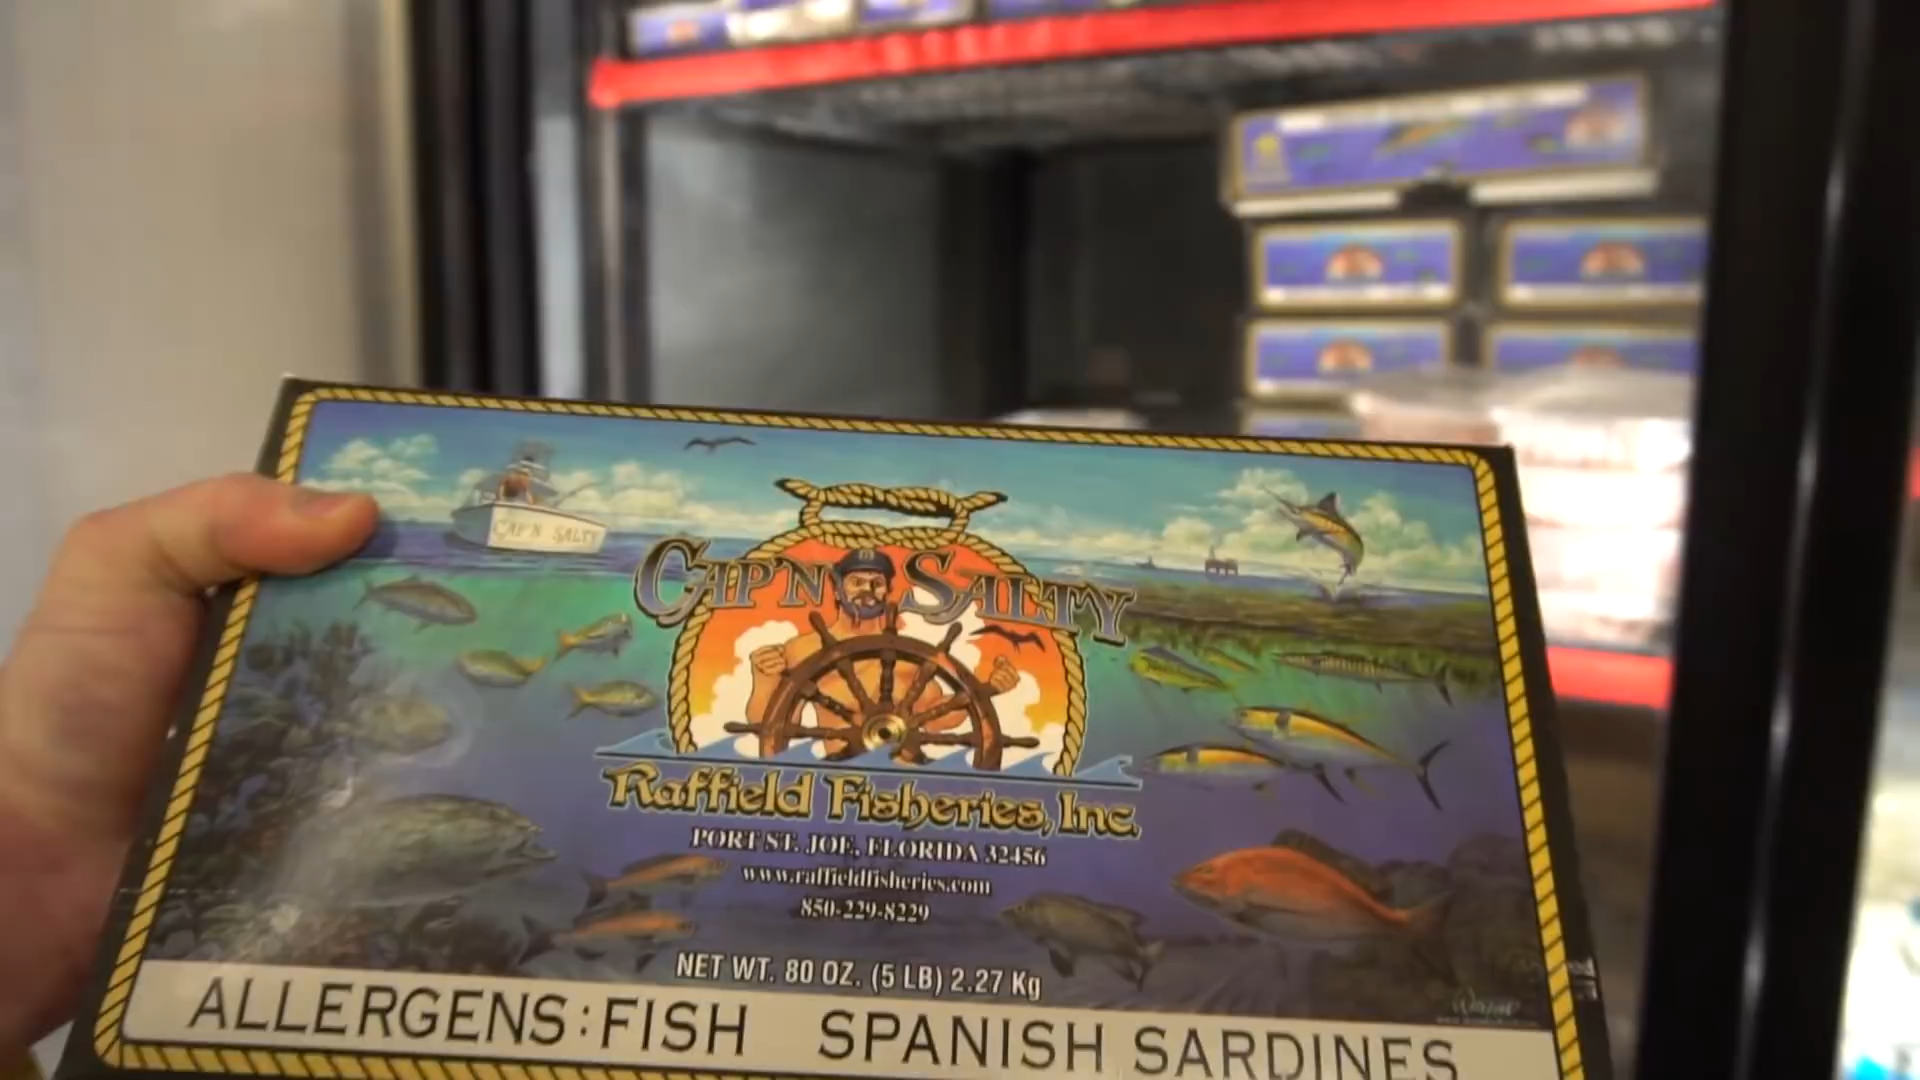 CAP'N SALTY
CAP'N SALTY
Raffield Fisheries, Inc.
PORT ST. JOE, FLORIDA 32456
www.raffieldfisheries.com
850-229-8229
NET WT. 80 OZ. (5 LB) 2.27 Kg
ALLERGENS: FISH SPANISH SARDINES